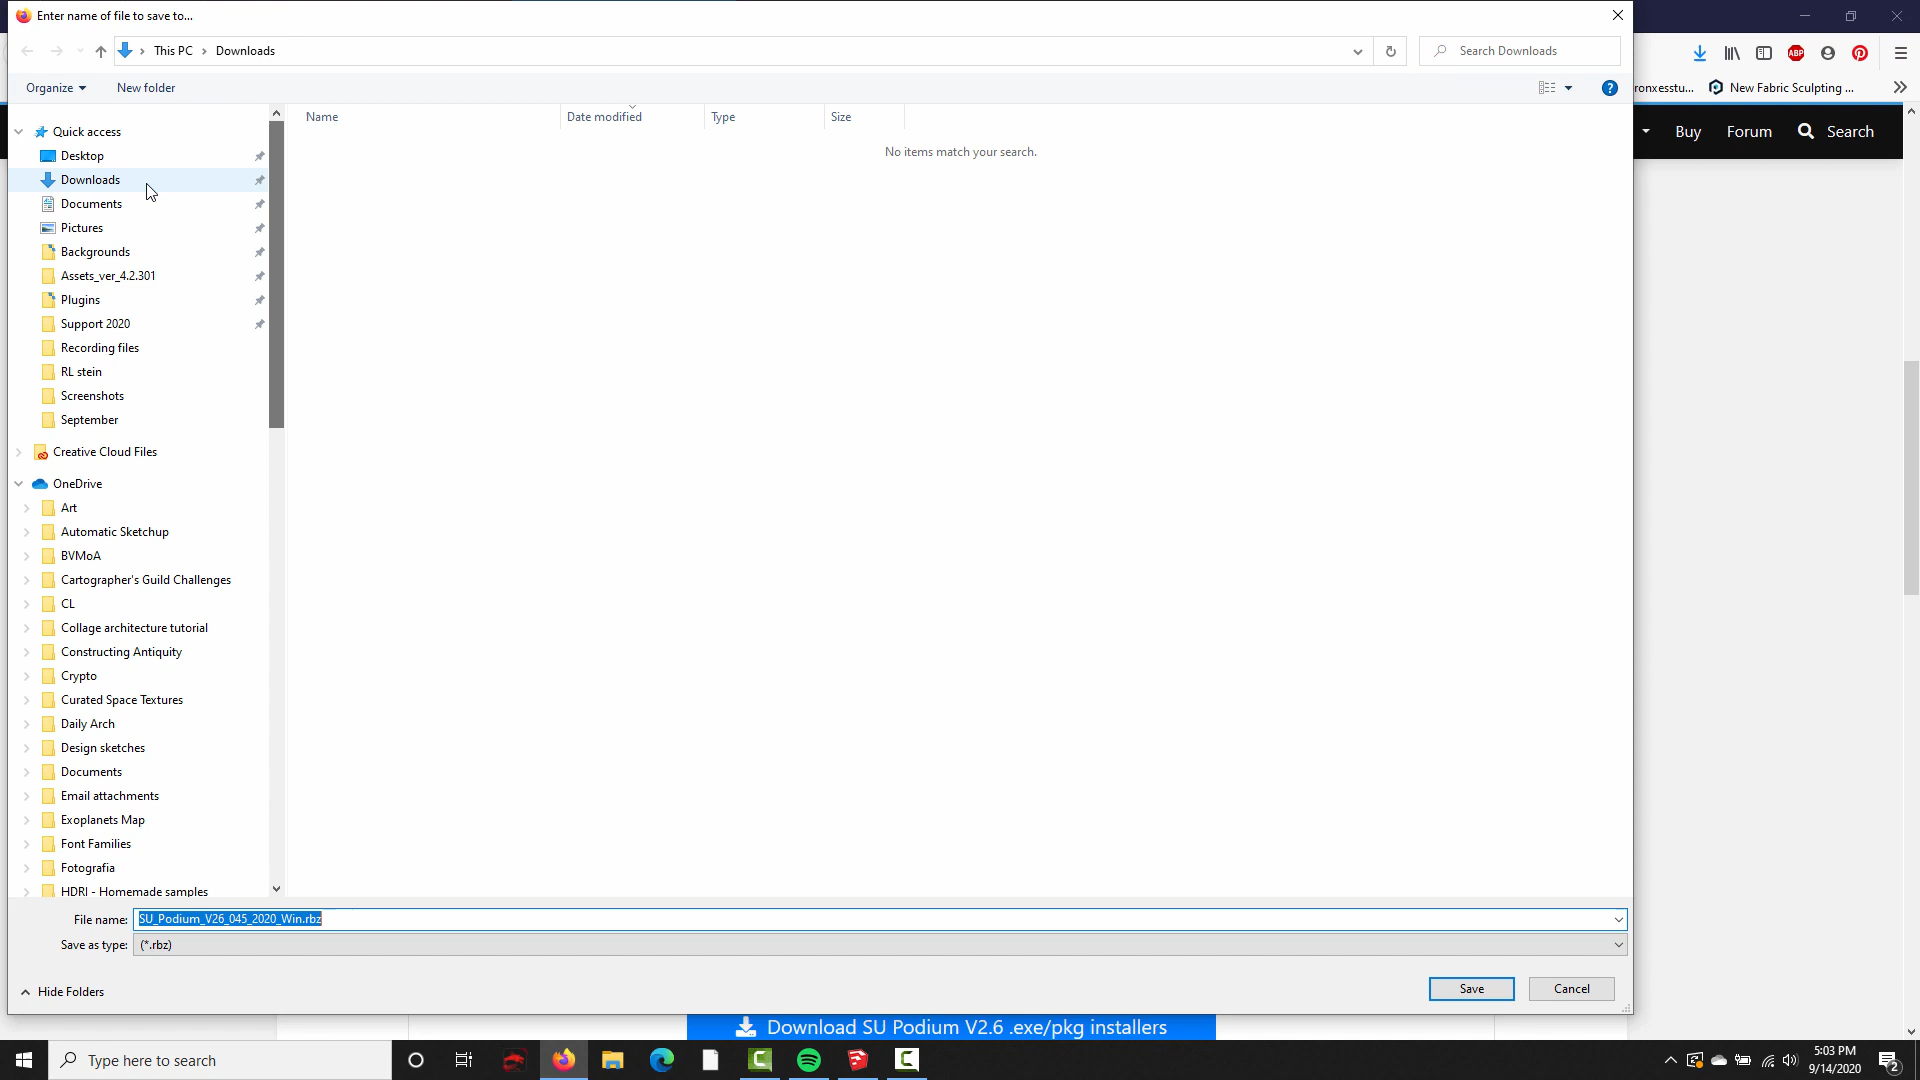 Enter name of file to save to...
This PC
Downloads
Search Downloads
Organize
New folder
Name
Date modified
Type
Size
No items match your search.
Quick access
Desktop
Downloads
Documents
Pictures
Backgrounds
Assets_ver_4.2.301
Plugins
Support 2020
Recording files
RL stein
Screenshots
September
Creative Cloud Files
OneDrive
Art
Automatic Sketchup
BVMoA
Cartographer's Guild Challenges
CL
Collage architecture tutorial
Constructing Antiquity
Crypto
Curated Space Textures
Daily Arch
Design sketches
Documents
Email attachments
Exoplanets Map
Font Families
Fotografia
HDRI - Homemade samples
File name: SU_Podium_V26_045_2020_Win.rbz
Save as type: (*.rbz)
Hide Folders
Save
Cancel
ABP
ronxesstu...
New Fabric Sculpting ...
Buy
Forum
Search
Download SU Podium V2.6 .exe/pkg installers
Type here to search
5:03 PM
9/14/2020
2